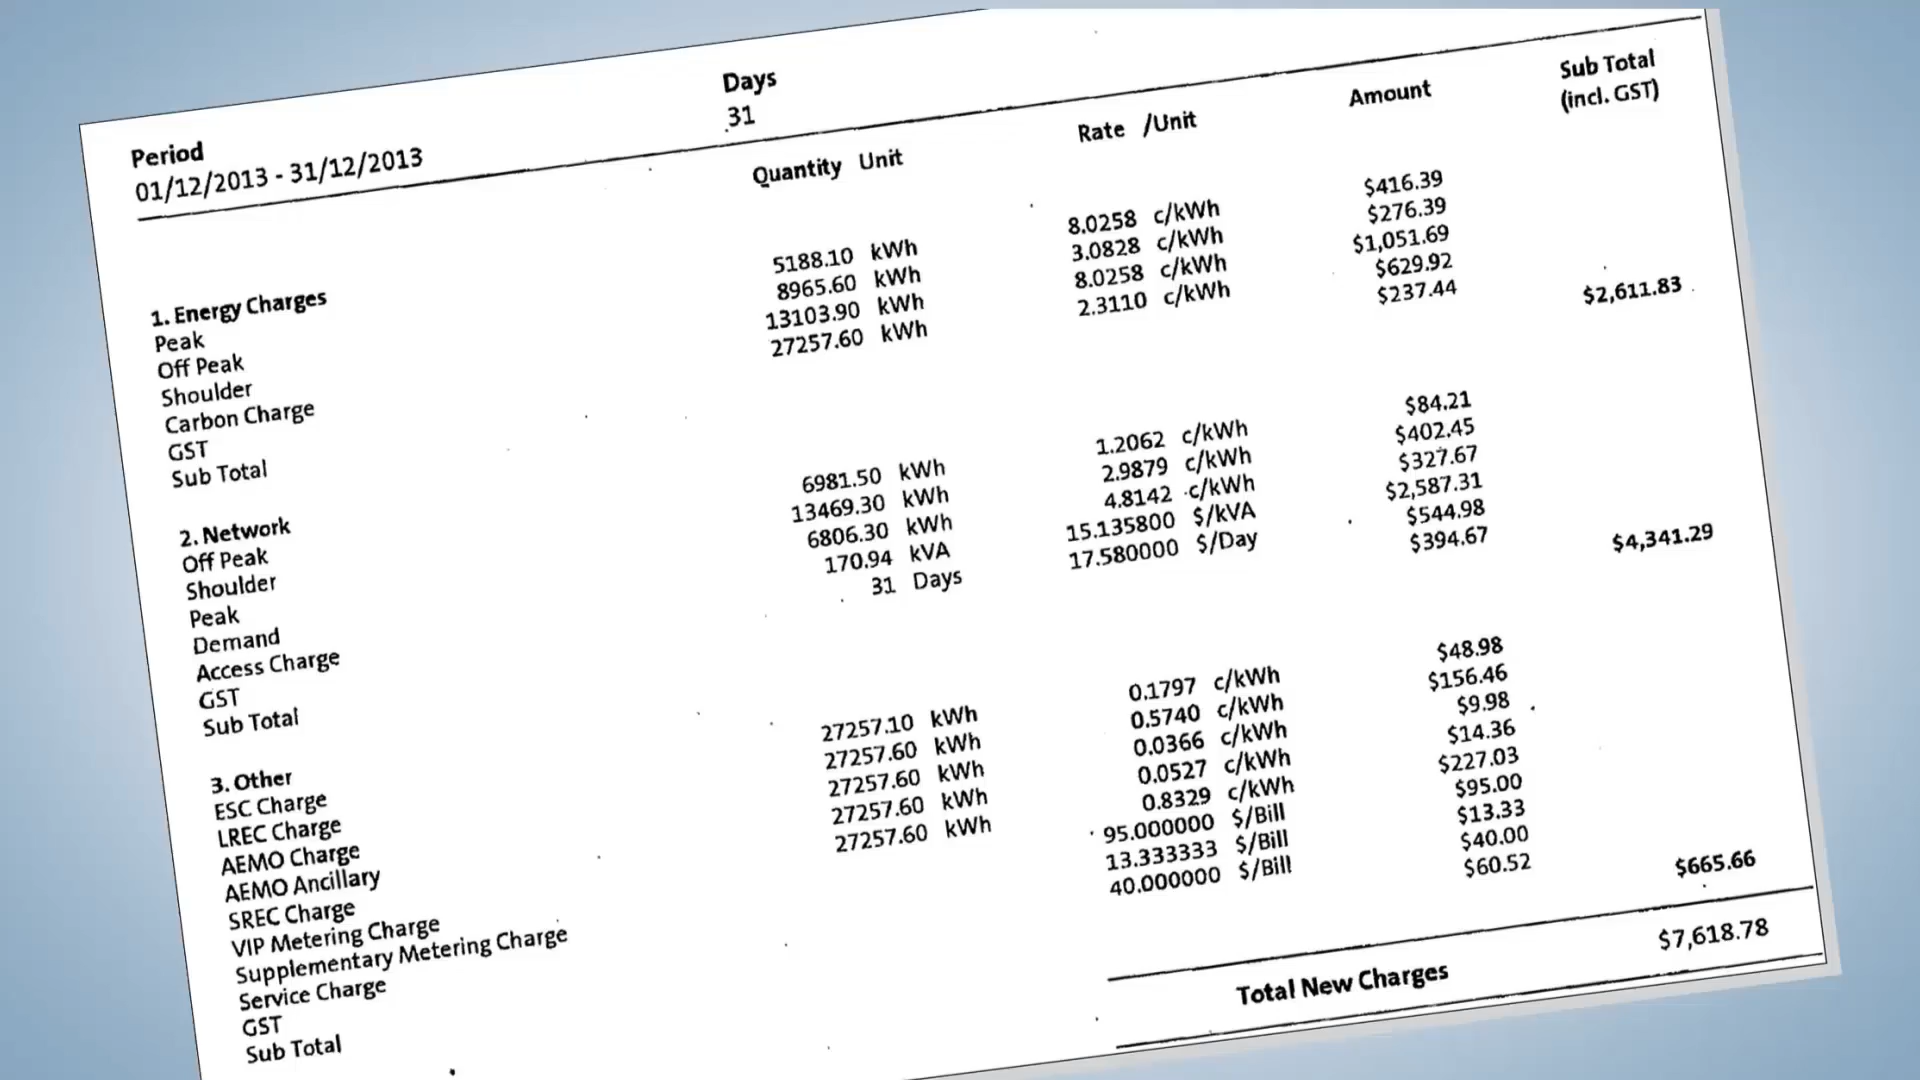 Period Days
01/12/2013 - 31/12/2013 31
Quantity Unit Rate /Unit Amount Sub Total (incl. GST)
1. Energy Charges
Peak 5188.10 kWh 8.0258 c/kWh $416.39
Off Peak 8965.60 kWh 3.0828 c/kWh $276.39
Shoulder 13103.90 kWh 8.0258 c/kWh $1,051.69
Carbon Charge 27257.60 kWh 2.3110 c/kWh $629.92
GST $237.44
Sub Total $2,611.83
2. Network
Off Peak 6981.50 kWh 1.2062 c/kWh $84.21
Shoulder 13469.30 kWh 2.9879 c/kWh $402.45
Peak 6806.30 kWh 4.8142 c/kWh $327.67
Demand 170.94 kVA 15.135800 $/kVA $2,587.31
Access Charge 31 Days 17.580000 $/Day $544.98
GST $394.67
Sub Total $4,341.29
3. Other
ESC Charge 27257.10 kWh 0.1797 c/kWh $48.98
LREC Charge 27257.60 kWh 0.5740 c/kWh $156.46
AEMO Charge 27257.60 kWh 0.0366 c/kWh $9.98
AEMO Ancillary 27257.60 kWh 0.0527 c/kWh $14.36
SREC Charge 27257.60 kWh 0.8329 c/kWh $227.03
VIP Metering Charge 95.000000 $/Bill $95.00
Supplementary Metering Charge 13.333333 $/Bill $13.33
Service Charge 40.000000 $/Bill $40.00
GST $60.52
Sub Total $665.66
Total New Charges $7,618.78